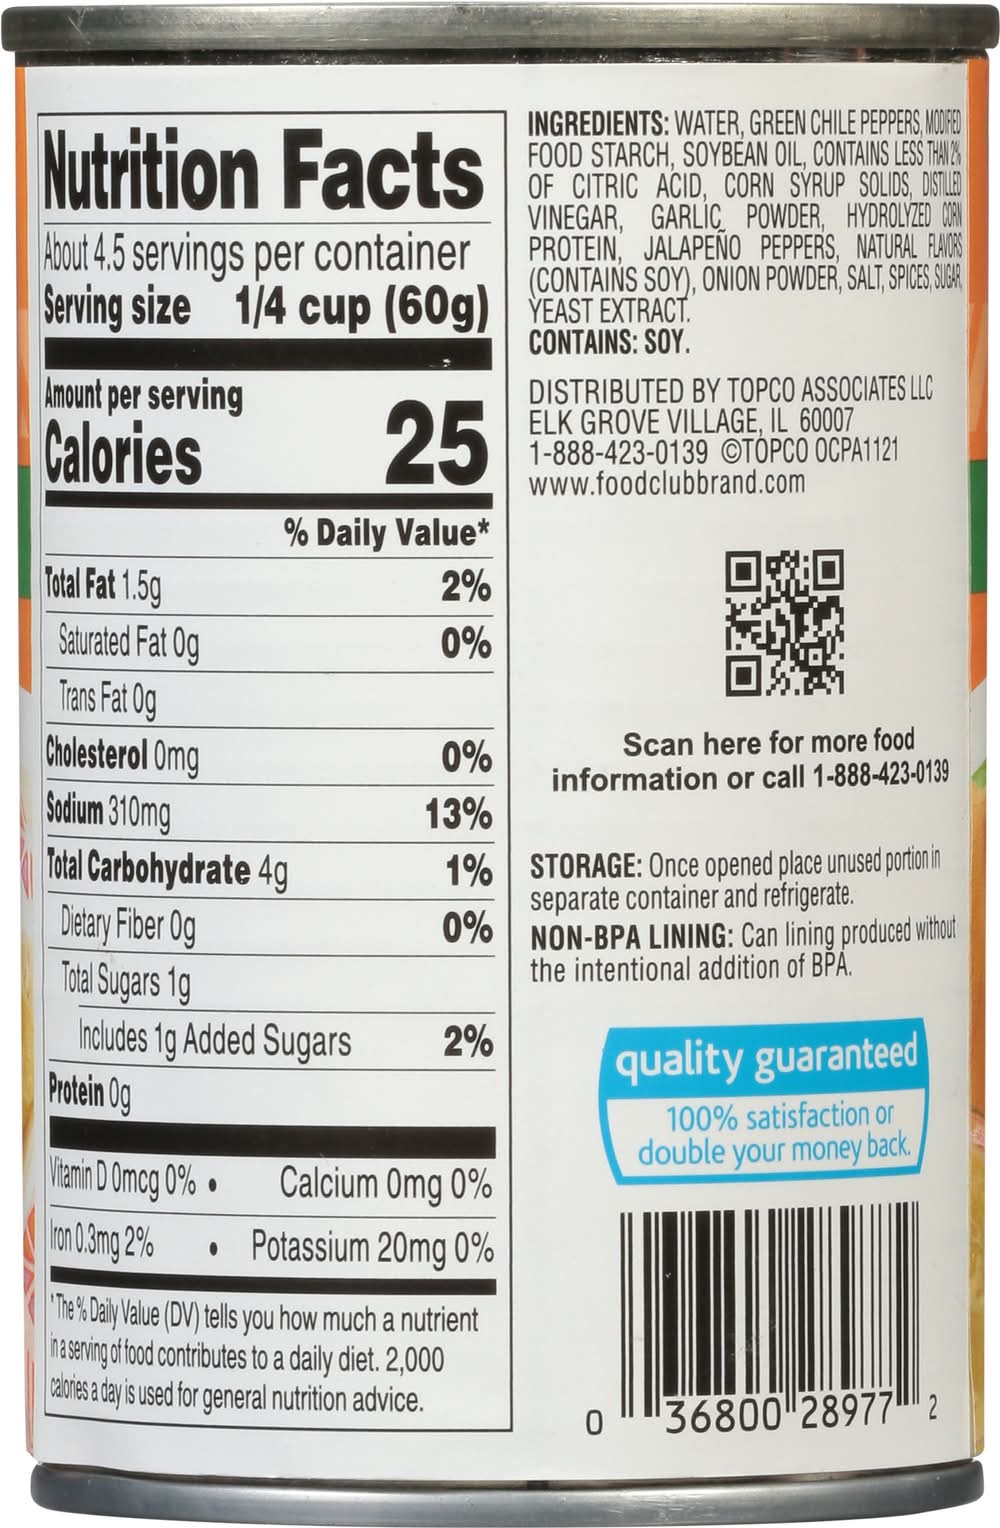 Nutrition Facts
About 4.5 servings per container
Serving size 1/4 cup (60g)
Amount per serving
Calories 25
% Daily Value*
Total Fat 1.5g 2%
Saturated Fat 0g 0%
Trans Fat 0g
Cholesterol 0mg 0%
Sodium 310mg 13%
Total Carbohydrate 4g 1%
Dietary Fiber 0g 0%
Total Sugars 1g
Includes 1g Added Sugars 2%
Protein 0g
Vitamin D 0mcg 0% • Calcium 0mg 0%
Iron 0.3mg 2% • Potassium 20mg 0%
* The % Daily Value (DV) tells you how much a nutrient
in a serving of food contributes to a daily diet. 2,000
calories a day is used for general nutrition advice.
INGREDIENTS: WATER, GREEN CHILE PEPPERS, MODIFIED
FOOD STARCH, SOYBEAN OIL, CONTAINS LESS THAN 2%
OF CITRIC ACID, CORN SYRUP SOLIDS, DISTILLED
VINEGAR, GARLIC POWDER, HYDROLYZED CORN
PROTEIN, JALAPEÑO PEPPERS, NATURAL FLAVORS
(CONTAINS SOY), ONION POWDER, SALT, SPICES, SUGAR,
YEAST EXTRACT.
CONTAINS: SOY.
DISTRIBUTED BY TOPCO ASSOCIATES LLC
ELK GROVE VILLAGE, IL 60007
1-888-423-0139 ©TOPCO OCPA1121
www.foodclubbrand.com
Scan here for more food
information or call 1-888-423-0139
STORAGE: Once opened place unused portion in
separate container and refrigerate.
NON-BPA LINING: Can lining produced without
the intentional addition of BPA.
quality guaranteed
100% satisfaction or
double your money back.
0 36800 28977 2